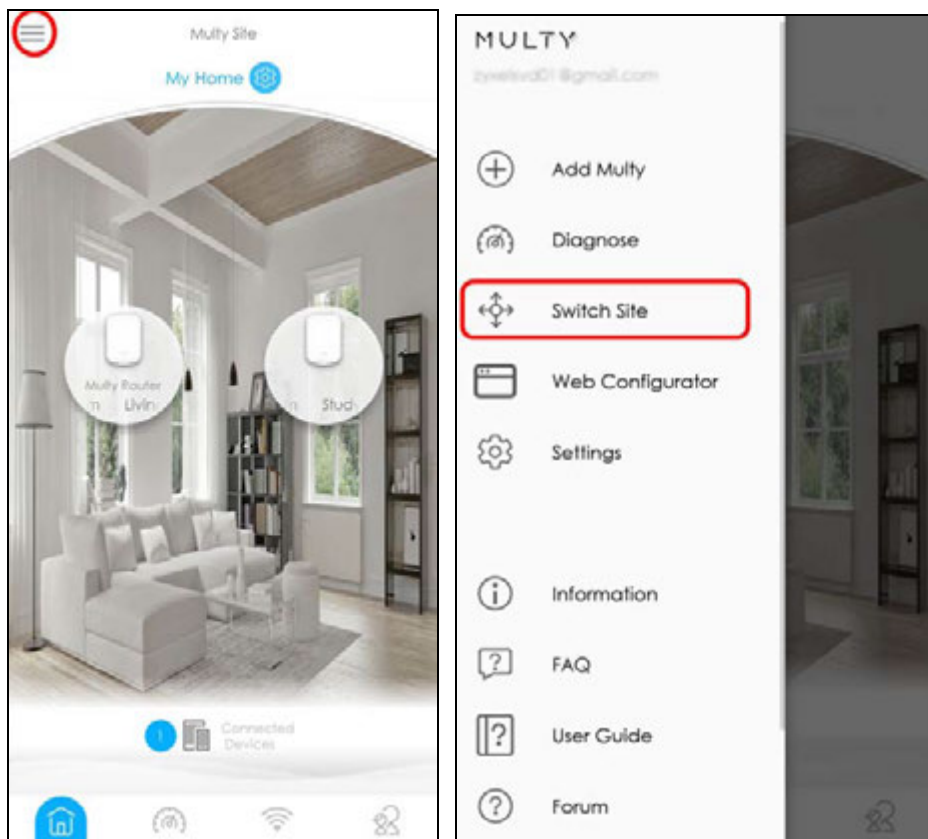 Multy Site
My Home
Multy Router
Livin
Stud
1
Connected
Devices
MULTY
Add Multy
Diagnose
Switch Site
Web Configurator
Settings
Information
FAQ
User Guide
Forum